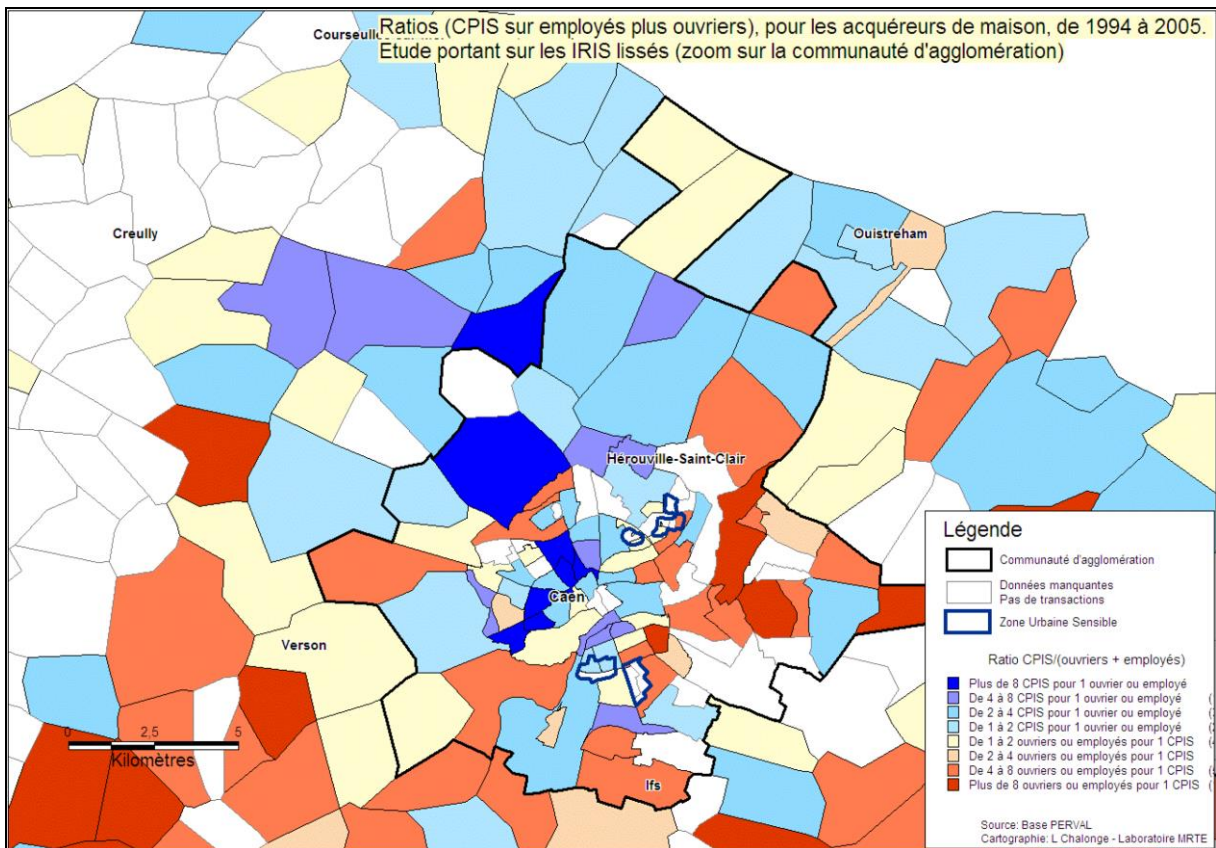 Ratios (CPIS sur employés plus ouvriers), pour les acquéreurs de maison, de 1994 à 2005.
Etude portant sur les IRIS lissés (zoom sur la communauté d'agglomération)
Creully
Ouistreham
Hérouville-Saint-Clair
Caen
Verson
Ifs
0 2,5 5
Kilomètres
Légende
Communauté d'agglomération
Données manquantes
Pas de transactions
Zone Urbaine Sensible
Ratio CPIS/(ouvriers + employés)
Plus de 8 CPIS pour 1 ouvrier ou employé
De 4 à 8 CPIS pour 1 ouvrier ou employé
De 2 à 4 CPIS pour 1 ouvrier ou employé
De 1 à 2 CPIS pour 1 ouvrier ou employé
De 1 à 2 ouvriers ou employés pour 1 CPIS
De 2 à 4 ouvriers ou employés pour 1 CPIS
De 4 à 8 ouvriers ou employés pour 1 CPIS
Plus de 8 ouvriers ou employés pour 1 CPIS
Source: Base PERVAL
Cartographie: L Chalonge - Laboratoire MRTE